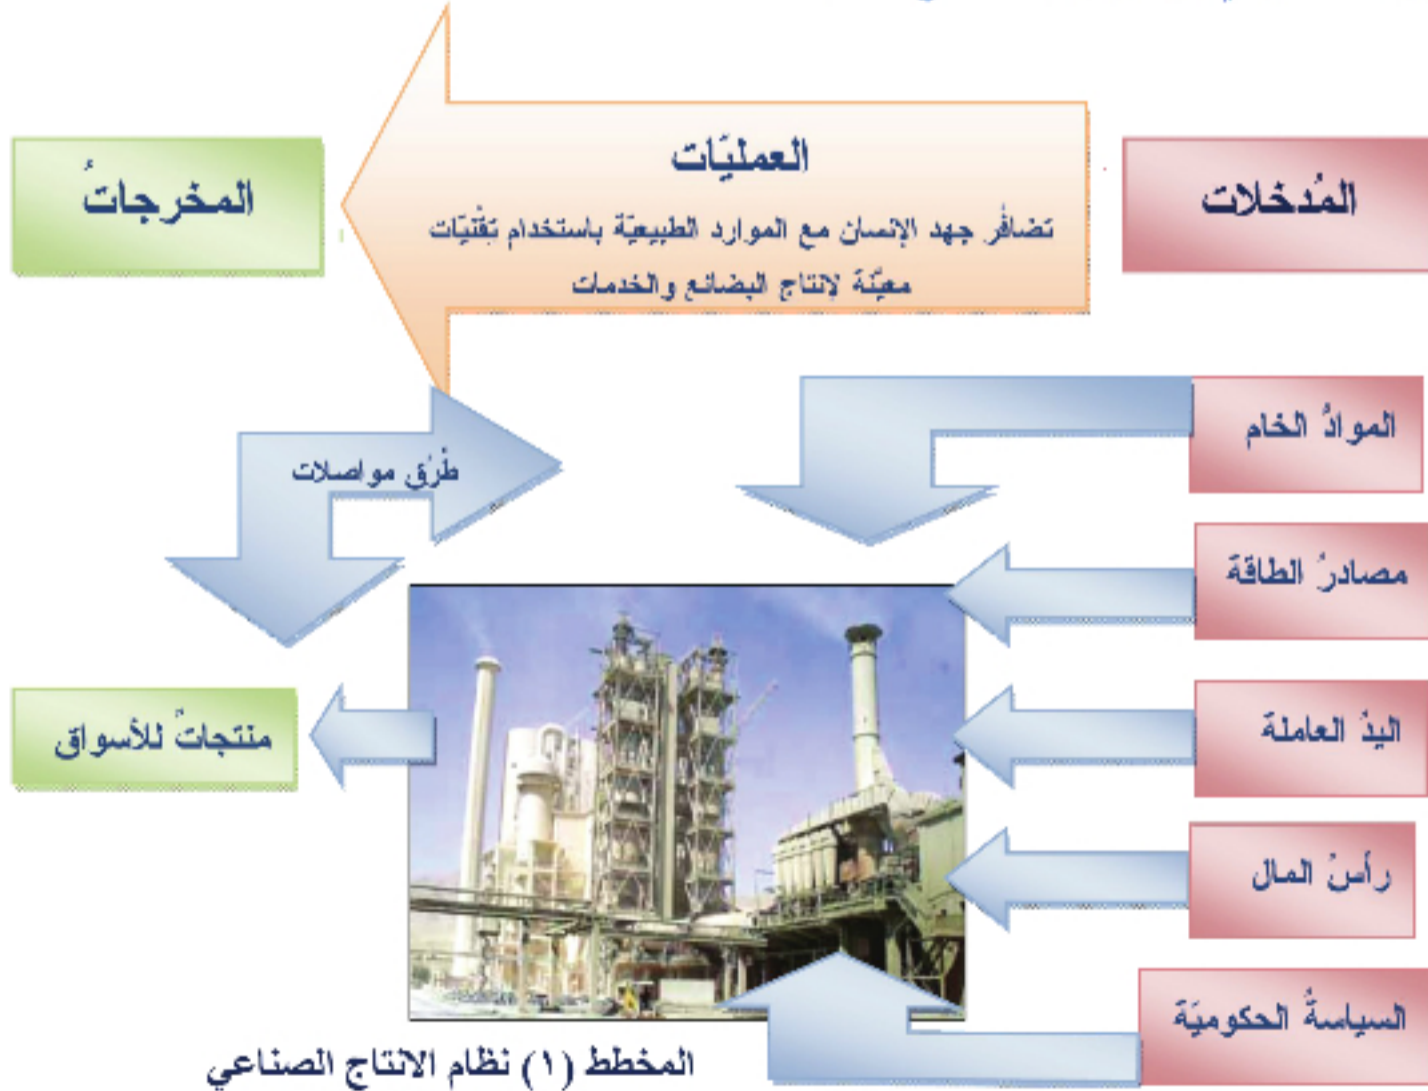 المُدخلات
العمليّات
تضافُر جهد الإنسان مع الموارد الطبيعيّة باستخدام تِقْنيّات
معيّنة لإنتاج البضائع والخدمات
المخرجاتُ
الموادُ الخام
طُرُق مواصلات
مصادرُ الطاقة
اليدُ العاملة
منتجاتٌ للأسواق
رأسُ المال
السياسةُ الحكوميّة
المخطط (١) نظام الانتاج الصناعي